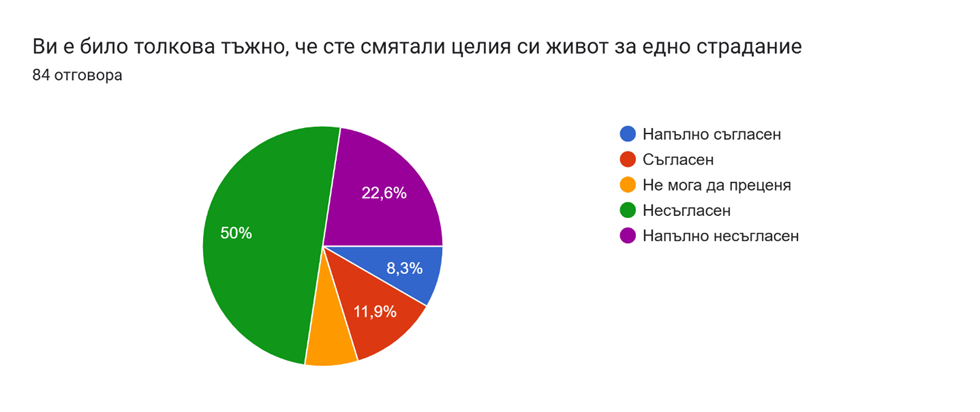 Ви е било толкова тъжно, че сте смятали целия си живот за едно страдание
84 отговора
Напълно съгласен
Съгласен
Не мога да преценя
Несъгласен
Напълно несъгласен
22,6%
50%
8,3%
11,9%